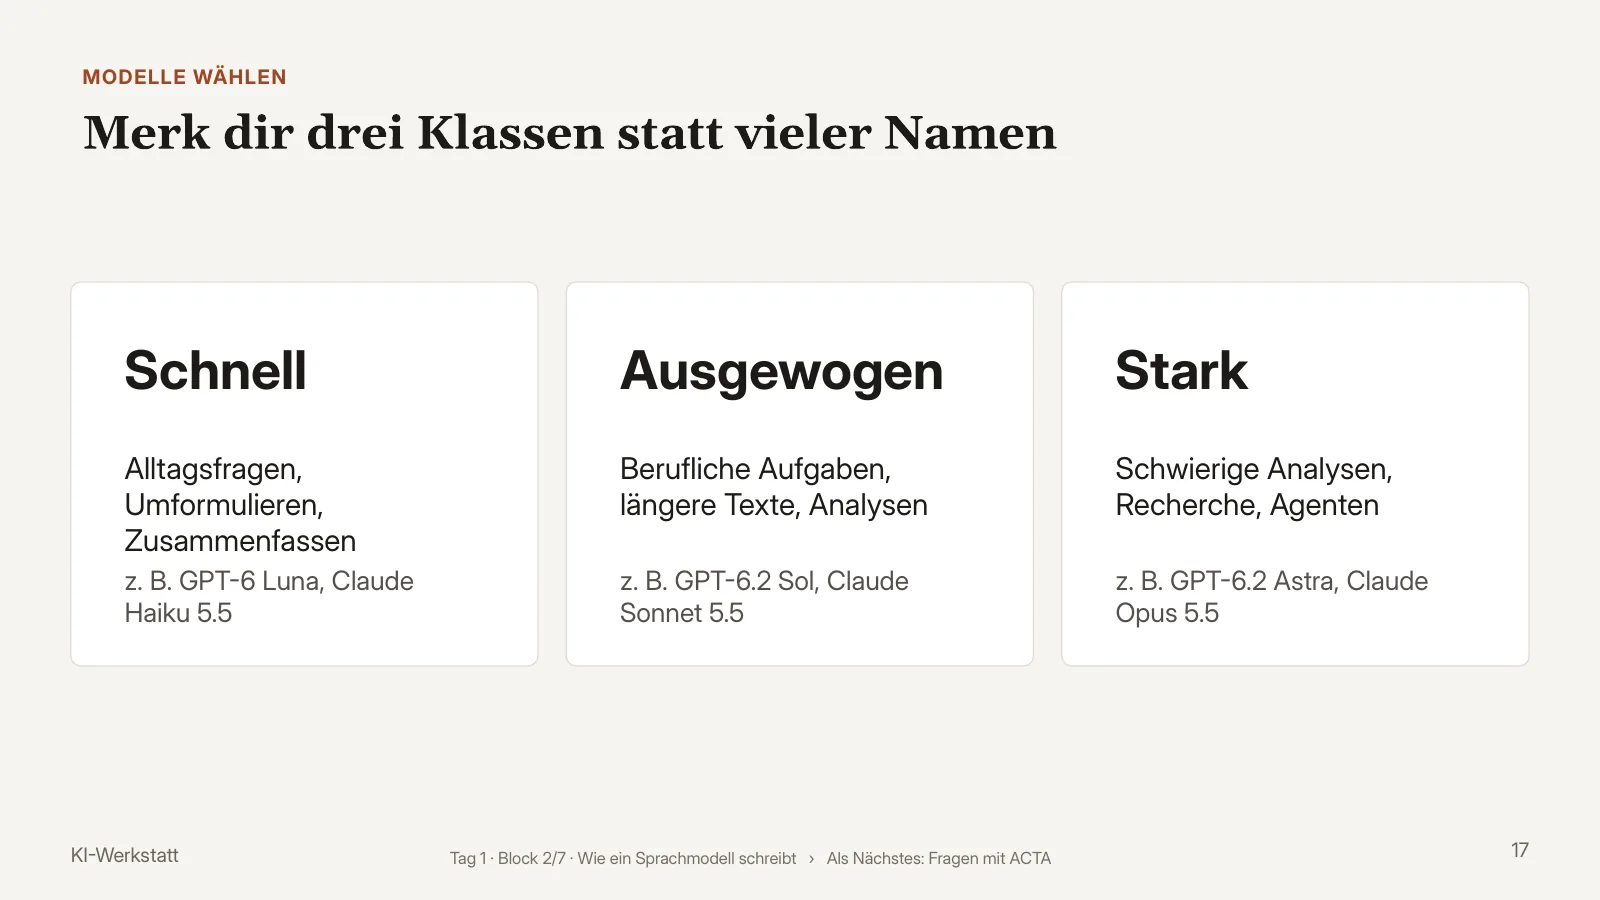 MODELLE WÄHLEN
Merk dir drei Klassen statt vieler Namen
Schnell
Alltagsfragen,
Umformulieren,
Zusammenfassen
z. B. GPT-6 Luna, Claude
Haiku 5.5
Ausgewogen
Berufliche Aufgaben,
längere Texte, Analysen
z. B. GPT-6.2 Sol, Claude
Sonnet 5.5
Stark
Schwierige Analysen,
Recherche, Agenten
z. B. GPT-6.2 Astra, Claude
Opus 5.5
KI-Werkstatt
Tag 1 · Block 2/7 · Wie ein Sprachmodell schreibt › Als Nächstes: Fragen mit ACTA
17